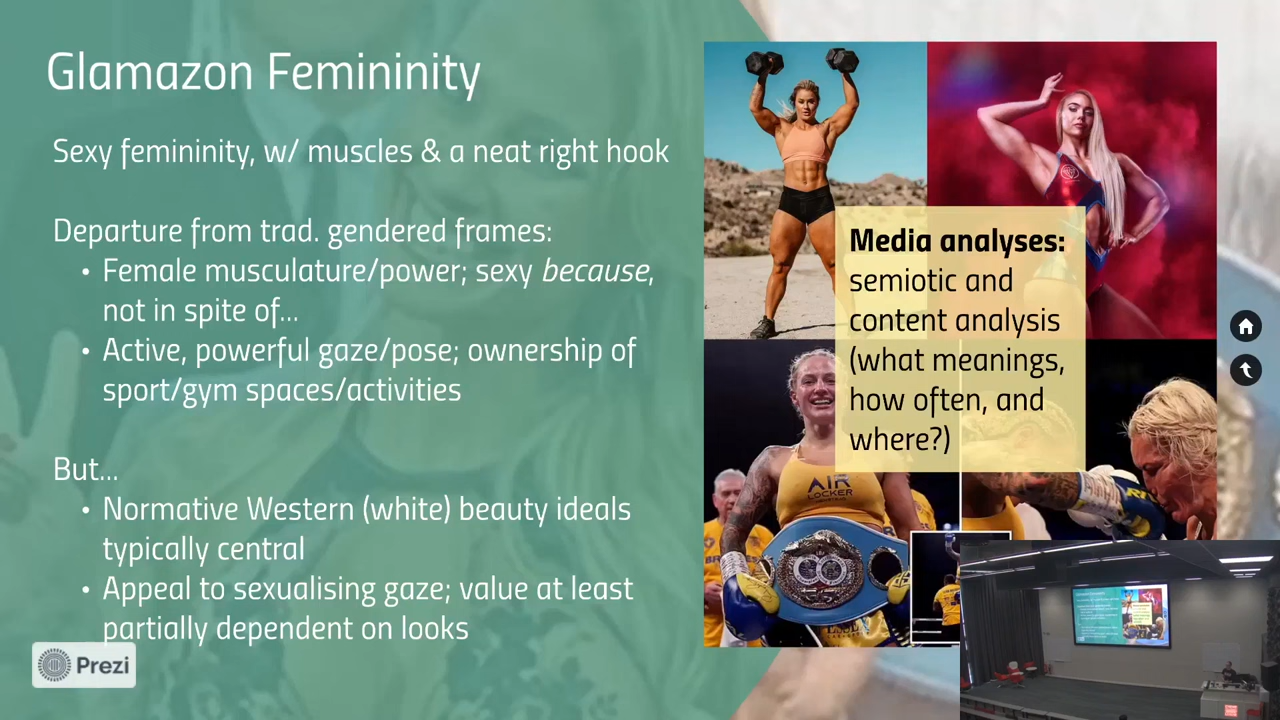 Glamazon Femininity
Sexy femininity, w/ muscles & a neat right hook
Departure from trad. gendered frames:
• Female musculature/power; sexy because,
not in spite of...
• Active, powerful gaze/pose; ownership of
sport/gym spaces/activities
But...
• Normative Western (white) beauty ideals
typically central
• Appeal to sexualising gaze; value at least
partially dependent on looks
Media analyses:
semiotic and
content analysis
(what meanings,
how often, and
where?)
AIR
LOCKER
Prezi